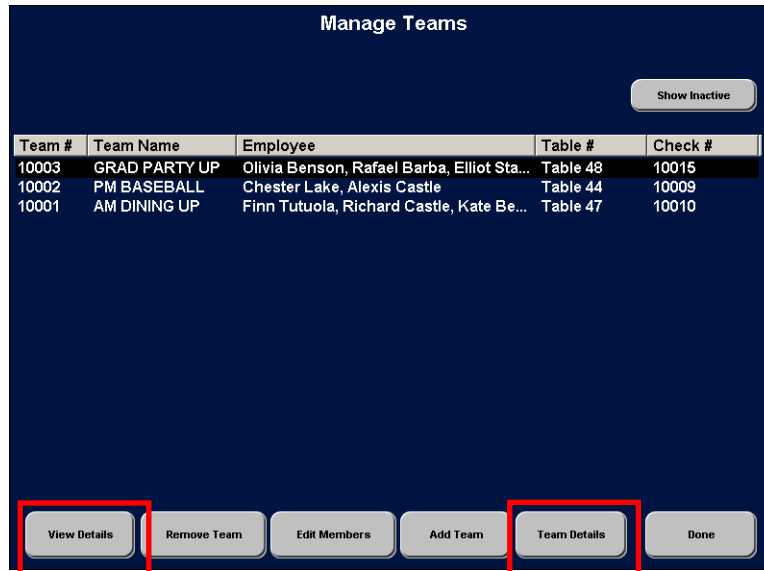 Manage Teams
Show Inactive
Team # Team Name Employee Table # Check #
10003 GRAD PARTY UP Olivia Benson, Rafael Barba, Elliot Sta... Table 48 10015
10002 PM BASEBALL Chester Lake, Alexis Castle Table 44 10009
10001 AM DINING UP Finn Tutuola, Richard Castle, Kate Be... Table 47 10010
View Details Remove Team Edit Members Add Team Team Details Done